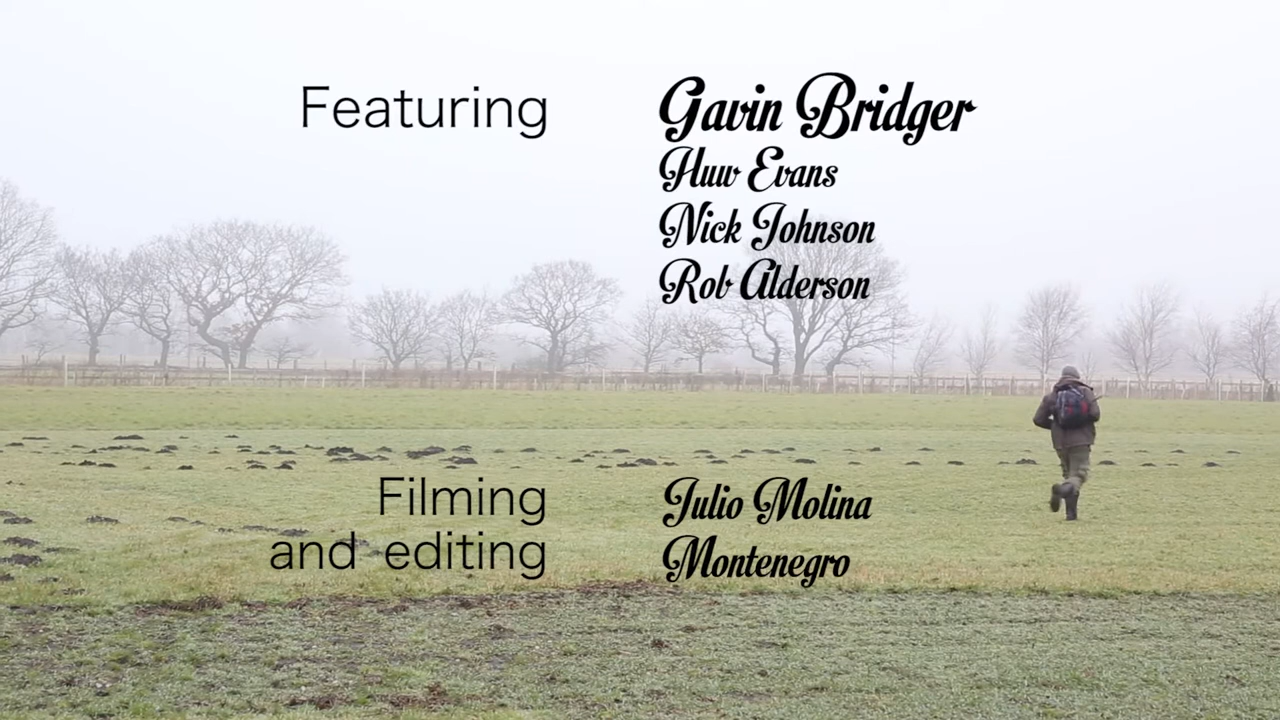 Featuring Gavin Bridger
Huw Evans
Nick Johnson
Rob Alderson
Filming Julio Molina
and editing Montenegro